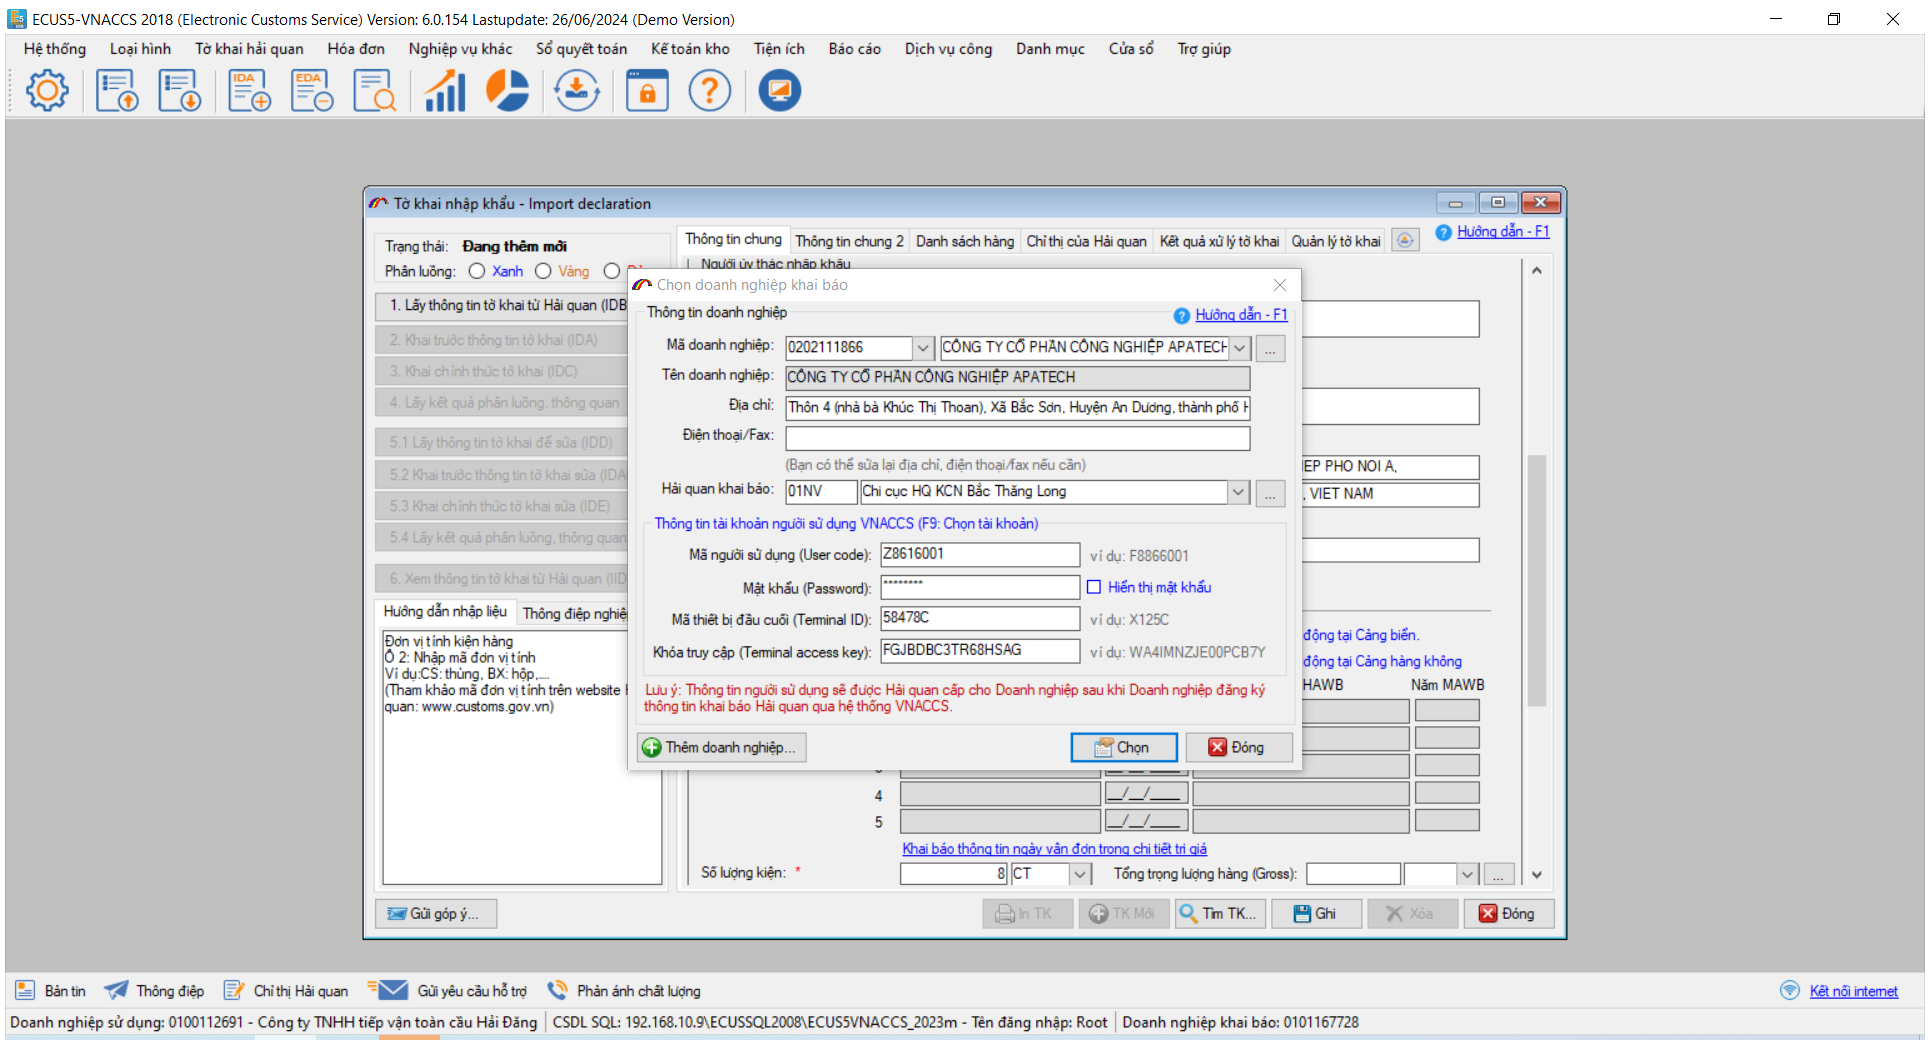 ECUS5-VNACCS 2018 (Electronic Customs Service) Version: 6.0.154 Lastupdate: 26/06/2024 (Demo Version)
Hệ thống Loại hình Tờ khai hải quan Hóa đơn Nghiệp vụ khác Sổ quyết toán Kế toán kho Tiện ích Báo cáo Dịch vụ công Danh mục Cửa sổ Trợ giúp
IDA EDA
Tờ khai nhập khẩu - Import declaration
Trạng thái: Đang thêm mới
Phân luồng: Xanh Vàng
Thông tin chung Thông tin chung 2 Danh sách hàng Chỉ thị của Hải quan Kết quả xử lý tờ khai Quản lý tờ khai
Hướng dẫn - F1
Người ủy thác nhập khẩu
1. Lấy thông tin tờ khai từ Hải quan (IDB
2. Khai trước thông tin tờ khai (IDA)
3. Khai chính thức tờ khai (IDC)
4. Lấy kết quả phân luồng, thông quan
5.1 Lấy thông tin tờ khai để sửa (IDD)
5.2 Khai trước thông tin tờ khai sửa (IDA
5.3 Khai chính thức tờ khai sửa (IDE)
5.4 Lấy kết quả phân luồng, thông quan
6. Xem thông tin tờ khai từ Hải quan (IID
Hướng dẫn nhập liệu Thông điệp nghiệp
Đơn vị tính kiện hàng
Ô 2: Nhập mã đơn vị tính
Ví dụ:CS: thùng, BX: hộp,....
(Tham khảo mã đơn vị tính trên website
quan: www.customs.gov.vn)
Chọn doanh nghiệp khai báo
Thông tin doanh nghiệp
Hướng dẫn - F1
Mã doanh nghiệp: 0202111866 CÔNG TY CỔ PHẦN CÔNG NGHIỆP APATECH ...
Tên doanh nghiệp: CÔNG TY CỔ PHẦN CÔNG NGHIỆP APATECH
Địa chỉ: Thôn 4 (nhà bà Khúc Thị Thoan), Xã Bắc Sơn, Huyện An Dương, thành phố H
Điện thoại/Fax:
(Bạn có thể sửa lại địa chỉ, điện thoại/fax nếu cần)
Hải quan khai báo: 01NV Chi cục HQ KCN Bắc Thăng Long ...
Thông tin tài khoản người sử dụng VNACCS (F9: Chọn tài khoản)
Mã người sử dụng (User code): Z8616001 ví dụ: F8866001
Mật khẩu (Password): ******** Hiển thị mật khẩu
Mã thiết bị đầu cuối (Terminal ID): 58478C ví dụ: X125C
Khóa truy cập (Terminal access key): FGJBDBC3TR68HSAG ví dụ: WA4IMNZJE00PCB7Y
Lưu ý: Thông tin người sử dụng sẽ được Hải quan cấp cho Doanh nghiệp sau khi Doanh nghiệp đăng ký
thông tin khai báo Hải quan qua hệ thống VNACCS.
Thêm doanh nghiệp... Chọn Đóng
IEP PHO NOI A,
, VIET NAM
động tại Cảng biển.
động tại Cảng hàng không
HAWB Năm MAWB
4 __/__/____
5 __/__/____
Khai báo thông tin ngày vận đơn trong chi tiết trị giá
Số lượng kiện: * 8 CT Tổng trọng lượng hàng (Gross): ...
Gửi góp ý... In TK TK Mới Tìm TK... Ghi Xóa Đóng
Bản tin Thông điệp Chỉ thị Hải quan Gửi yêu cầu hỗ trợ Phản ánh chất lượng Kết nối internet
Doanh nghiệp sử dụng: 0100112691 - Công ty TNHH tiếp vận toàn cầu Hải Đăng CSDL SQL: 192.168.10.9\ECUSSQL2008\ECUS5VNACCS_2023m - Tên đăng nhập: Root Doanh nghiệp khai báo: 0101167728